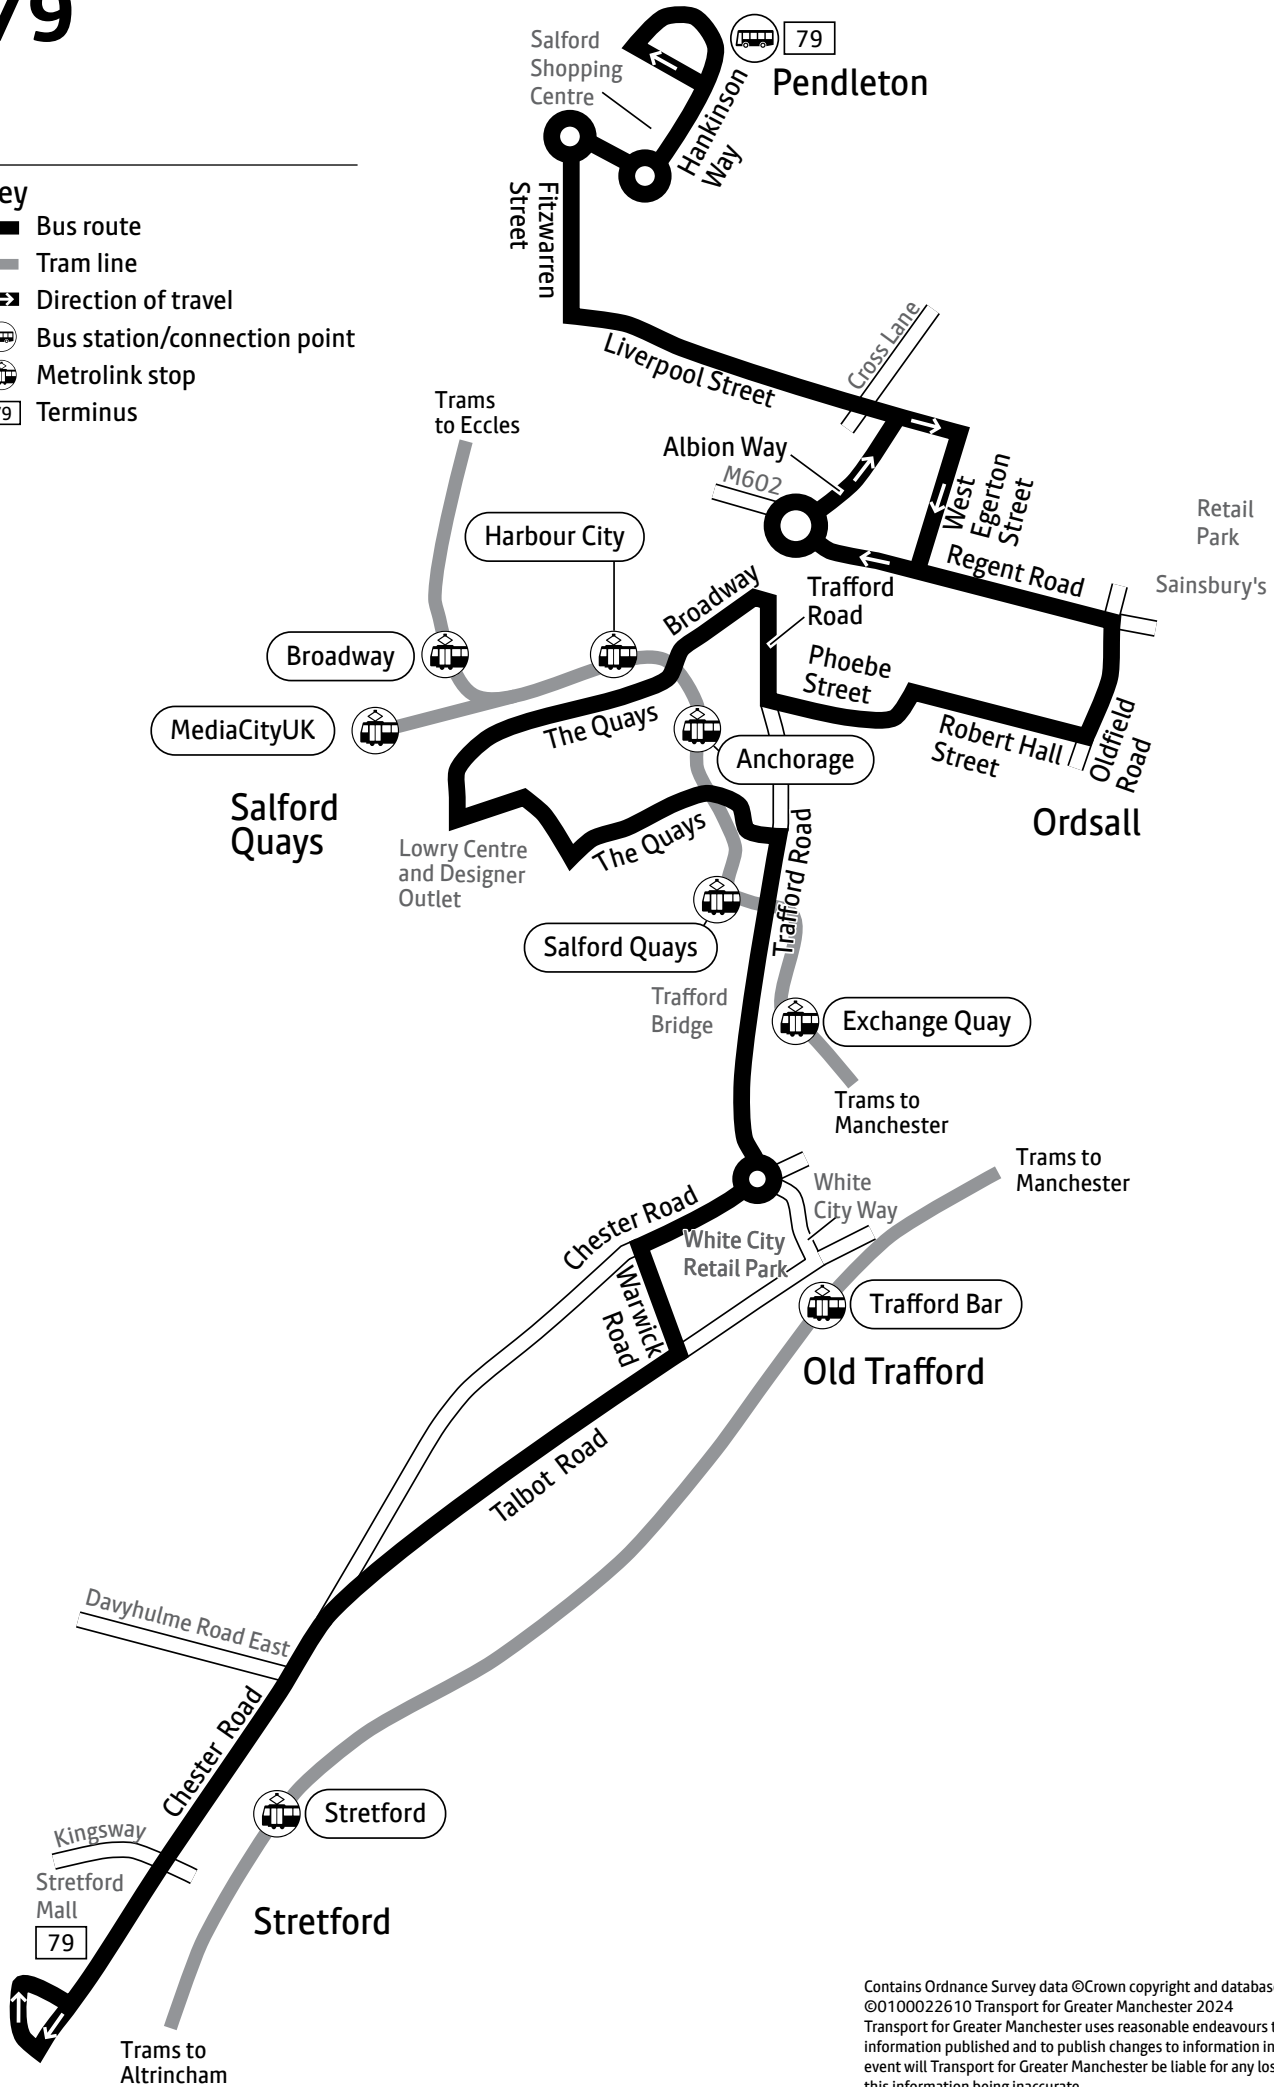 79
Salford
Shopping
Centre
79
Pendleton
Hankinson
Way
Fitzwarren
Street
ey
Bus route
Tram line
Direction of travel
Bus station/connection point
Metrolink stop
79 Terminus
Cross Lane
Liverpool Street
Trams
to Eccles
Albion Way
M602
West
Egerton
Street
Retail
Park
Harbour City
Regent Road
Sainsbury's
Broadway
Trafford
Road
Broadway
Phoebe
Street
MediaCityUK
The Quays
Anchorage
Robert Hall
Street
Oldfield
Road
Salford
Quays
Ordsall
Lowry Centre
and Designer
Outlet
The Quays
Trafford Road
Salford Quays
Trafford
Bridge
Exchange Quay
Trams to
Manchester
Trams to
Manchester
White
City Way
Chester Road
White City
Retail Park
Warwick
Road
Trafford Bar
Old Trafford
Talbot Road
Davyhulme Road East
Chester Road
Stretford
Kingsway
Stretford
Mall
79
Stretford
Trams to
Altrincham
Contains Ordnance Survey data ©Crown copyright and databas
©0100022610 Transport for Greater Manchester 2024
Transport for Greater Manchester uses reasonable endeavours t
information published and to publish changes to information in
event will Transport for Greater Manchester be liable for any los
this information being inaccurate